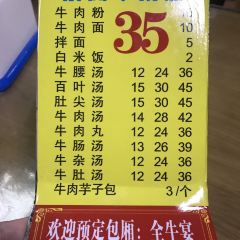 35
牛肉粉
牛肉面 10
拌面 5
白米饭 2
牛腰汤 12 24 36
百叶汤 15 30 45
肚尖汤 15 30 45
牛肉汤 14 28 42
牛肉丸 12 24 36
牛肠汤 13 26 39
牛杂汤 12 24 36
牛肚汤 12 24 36
牛肉芋子包 3/个
欢迎预定包厢：全牛宴